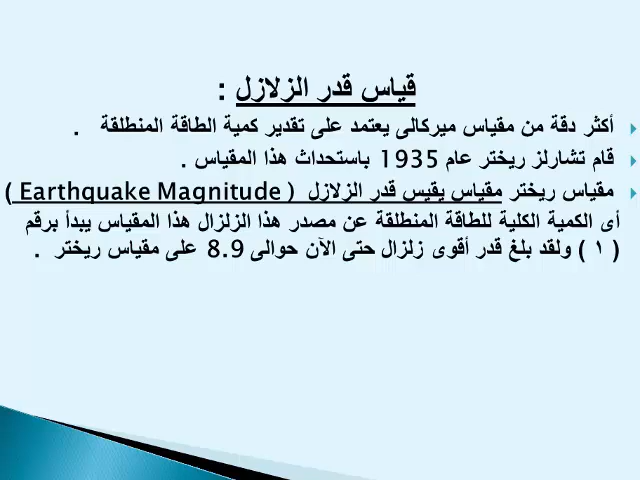 قياس قدر الزلازل :
أكثر دقة من مقياس ميركالى يعتمد على تقدير كمية الطاقة المنطلقة .
قام تشارلز ريختر عام 1935 باستحداث هذا المقياس .
مقياس ريختر مقياس يقيس قدر الزلازل ( Earthquake Magnitude )
أى الكمية الكلية للطاقة المنطلقة عن مصدر هذا الزلزال هذا المقياس يبدأ برقم
( ١ ) ولقد بلغ قدر أقوى زلزال حتى الآن حوالى 8.9 على مقياس ريختر .